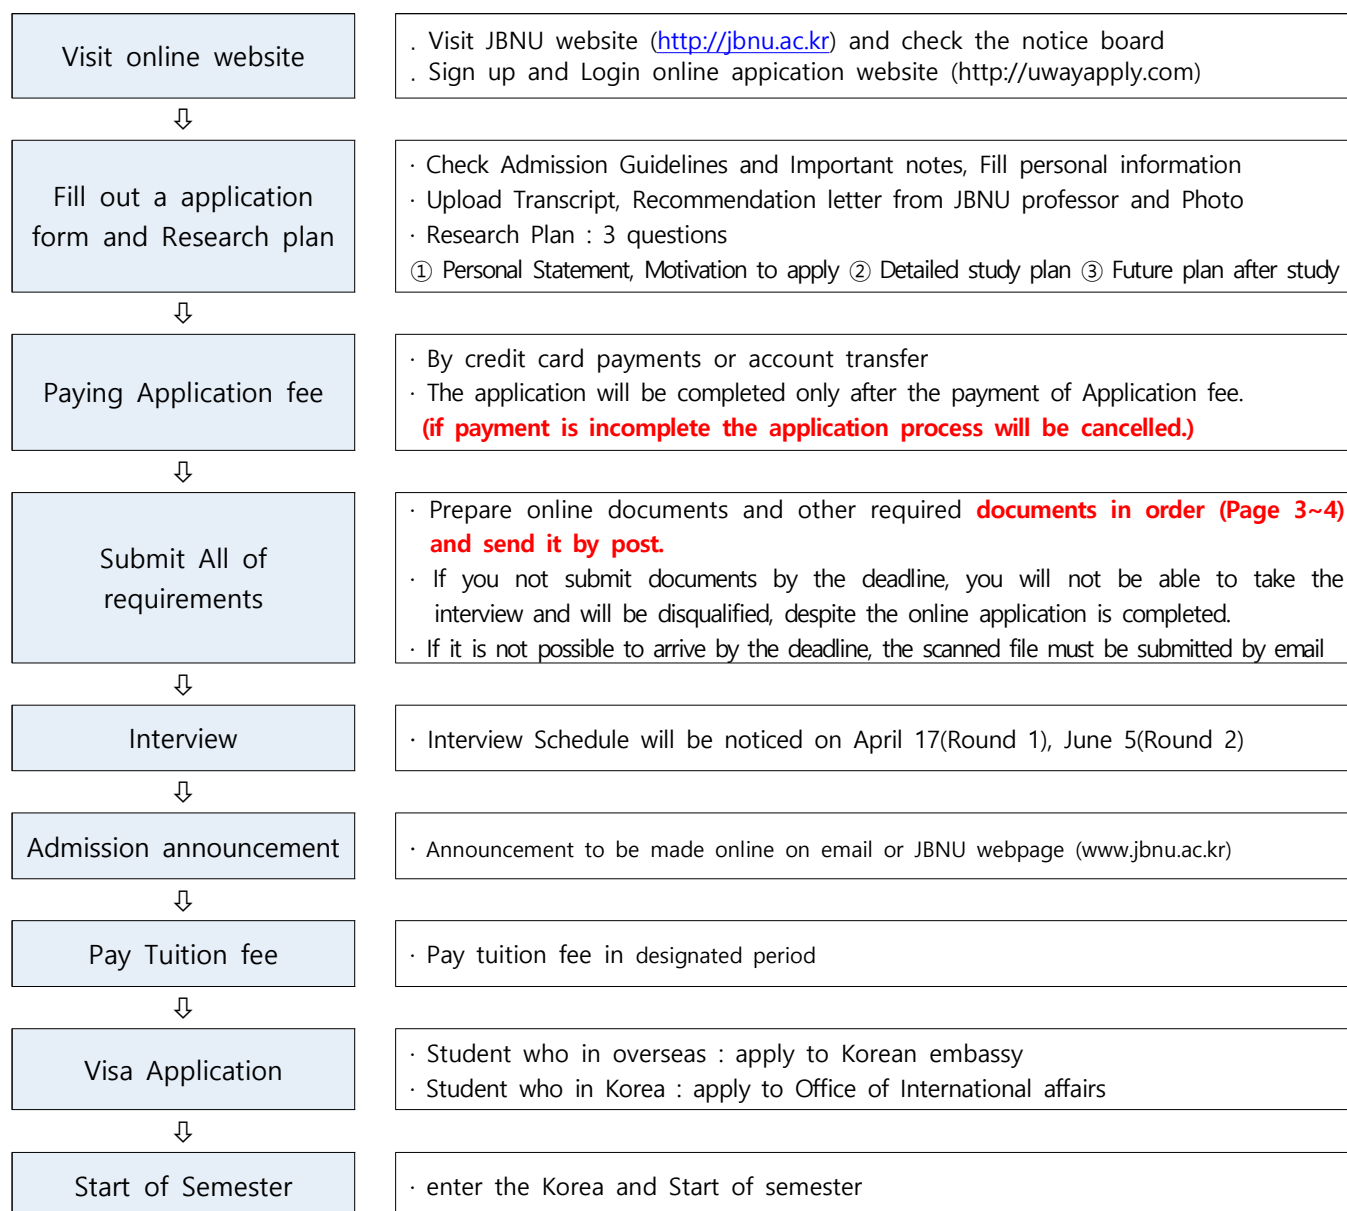 Visit online website
. Visit JBNU website (http://jbnu.ac.kr) and check the notice board
. Sign up and Login online appication website (http://uwayapply.com)
⇩
Fill out a application
form and Research plan
· Check Admission Guidelines and Important notes, Fill personal information
· Upload Transcript, Recommendation letter from JBNU professor and Photo
· Research Plan : 3 questions
① Personal Statement, Motivation to apply ② Detailed study plan ③ Future plan after study
⇩
Paying Application fee
· By credit card payments or account transfer
· The application will be completed only after the payment of Application fee.
(if payment is incomplete the application process will be cancelled.)
⇩
Submit All of
requirements
· Prepare online documents and other required documents in order (Page 3~4)
and send it by post.
· If you not submit documents by the deadline, you will not be able to take the
interview and will be disqualified, despite the online application is completed.
· If it is not possible to arrive by the deadline, the scanned file must be submitted by email
⇩
Interview
· Interview Schedule will be noticed on April 17(Round 1), June 5(Round 2)
⇩
Admission announcement
· Announcement to be made online on email or JBNU webpage (www.jbnu.ac.kr)
⇩
Pay Tuition fee
· Pay tuition fee in designated period
⇩
Visa Application
· Student who in overseas : apply to Korean embassy
· Student who in Korea : apply to Office of International affairs
⇩
Start of Semester
· enter the Korea and Start of semester